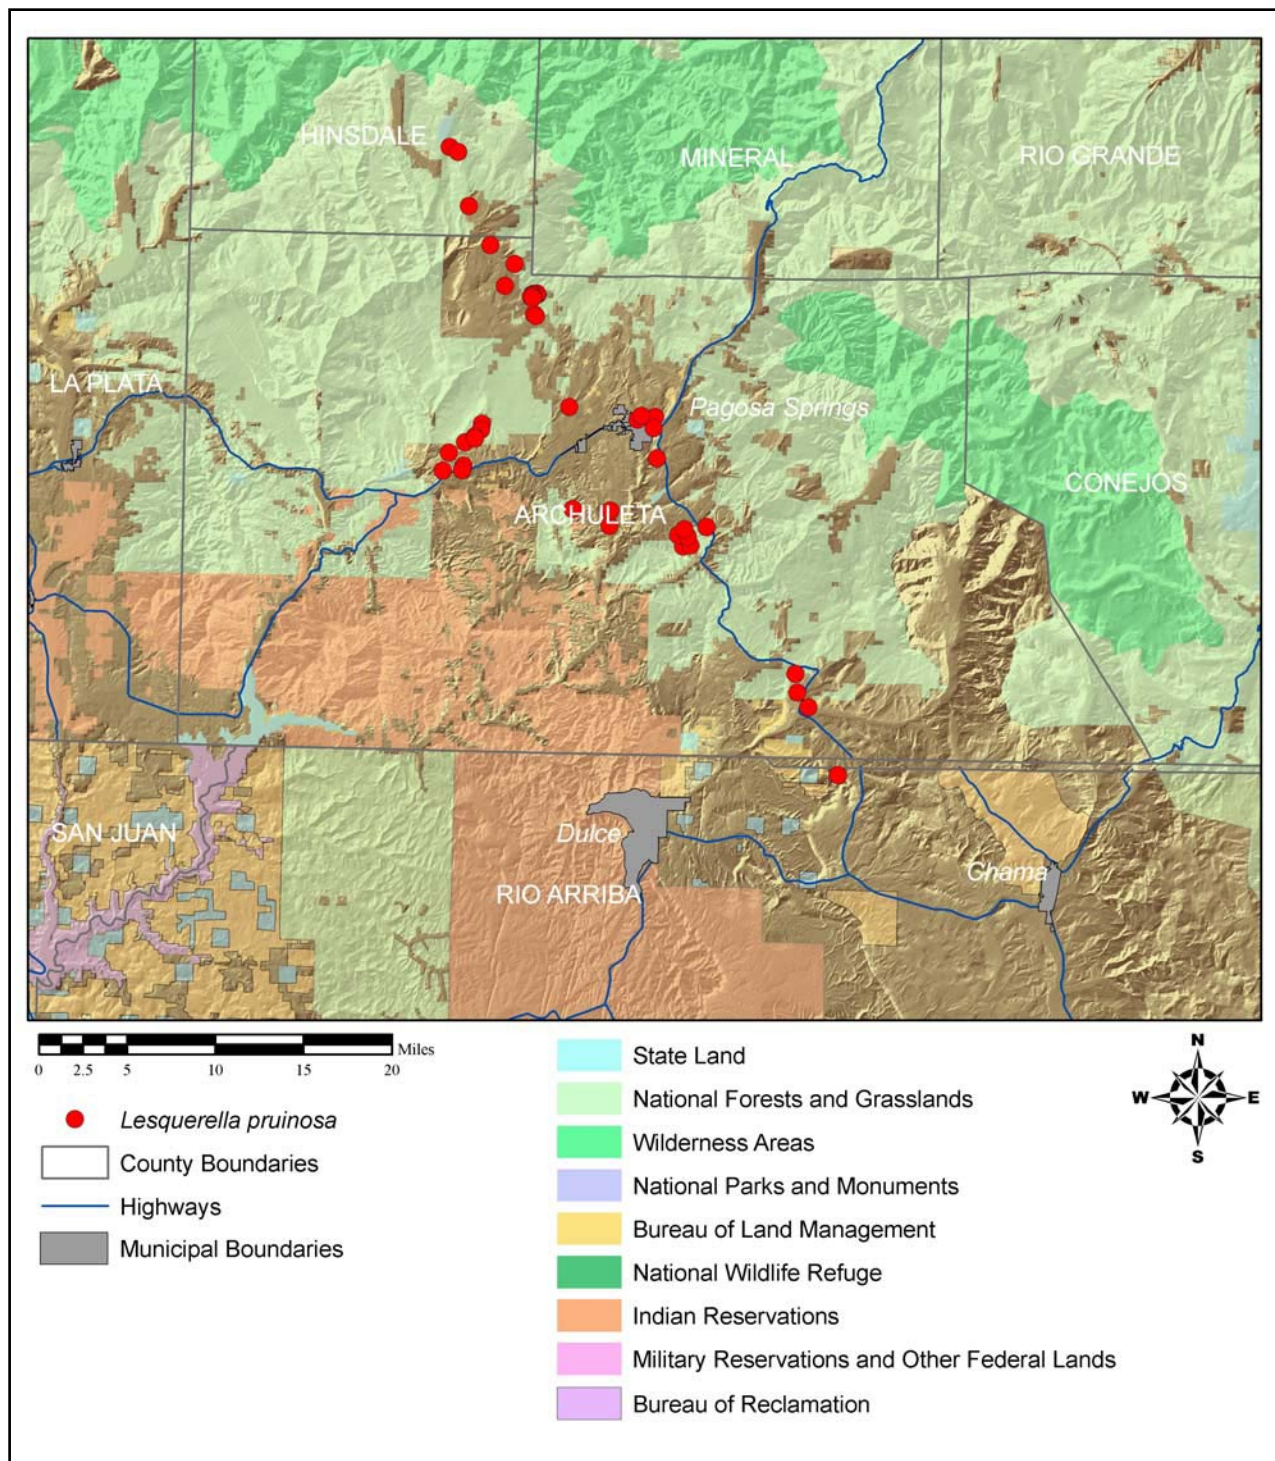 HINSDALE
MINERAL
RIO GRANDE
LA PLATA
Pagosa Springs
CONEJOS
ARCHULETA
SAN JUAN
Dulce
Chama
RIO ARRIBA
Miles
0 2.5 5 10 15 20
Lesquerella pruinosa
County Boundaries
Highways
Municipal Boundaries
State Land
National Forests and Grasslands
Wilderness Areas
National Parks and Monuments
Bureau of Land Management
National Wildlife Refuge
Indian Reservations
Military Reservations and Other Federal Lands
Bureau of Reclamation
N
W E
S